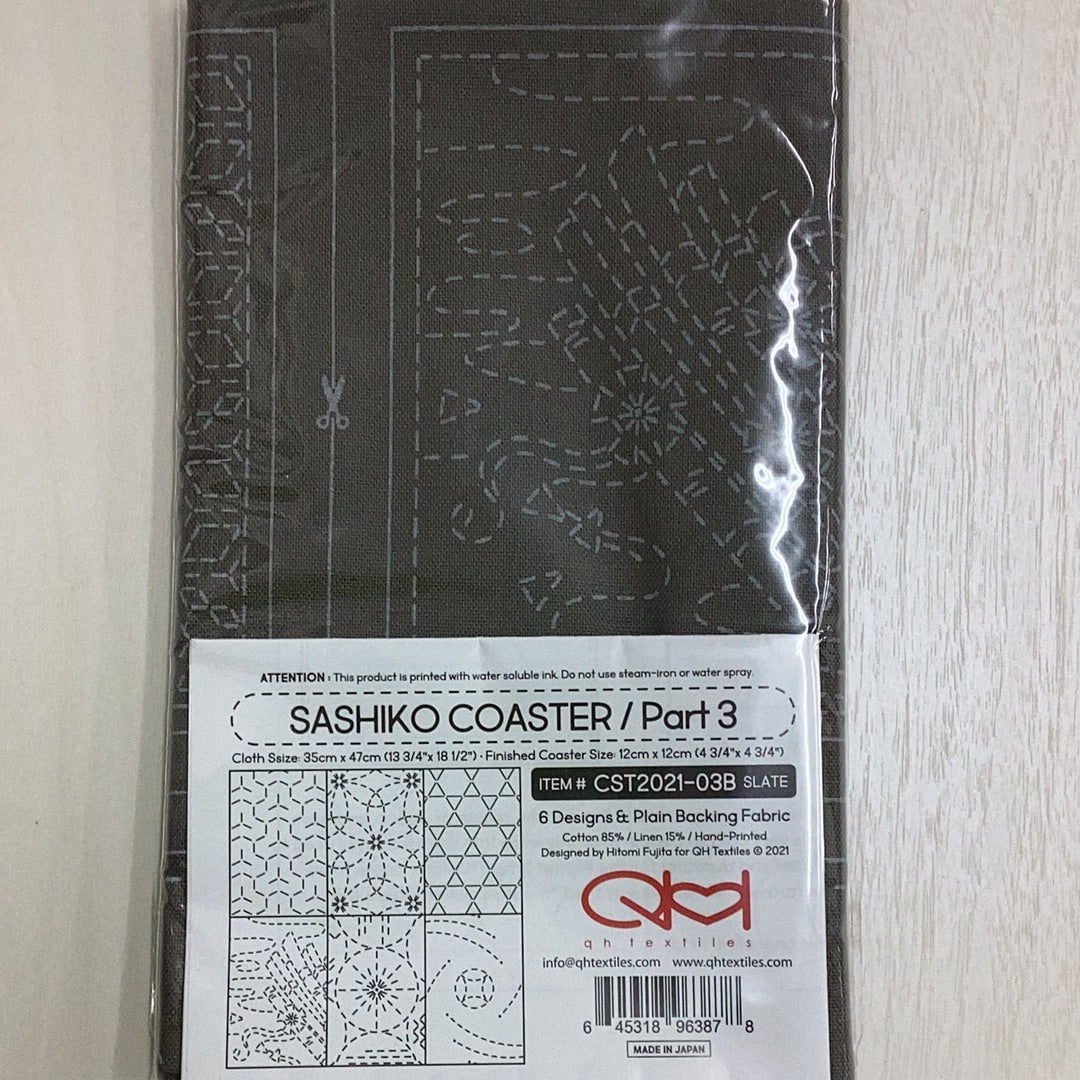 ATTENTION : This product is printed with water soluble ink. Do not use steam-iron or water spray.
SASHIKO COASTER / Part 3
Cloth Ssize: 35cm x 47cm (13 3/4"x 18 1/2") · Finished Coaster Size: 12cm x 12cm (4 3/4"x 4 3/4")
ITEM # CST2021-03B SLATE
6 Designs & Plain Backing Fabric
Cotton 85% / Linen 15% / Hand-Printed
Designed by Hitomi Fujita for QH Textiles © 2021
QH
qh textiles
info@qhtextiles.com www.qhtextiles.com
6 45318 96387 8
MADE IN JAPAN